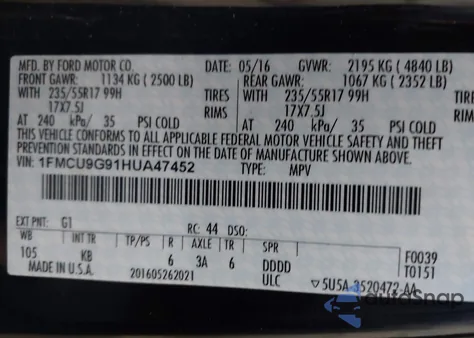 MFD. BY FORD MOTOR CO. DATE: 05/16 GVWR: 2195 KG ( 4840 LB)
FRONT GAWR: 1134 KG ( 2500 LB) REAR GAWR: 1067 KG ( 2352 LB)
WITH 235/55R17 99H TIRES WITH 235/55R17 99H TIRES
17X7.5J RIMS 17X7.5J RIMS
AT 240 kPa/ 35 PSI COLD AT 240 kPa/ 35 PSI COLD
THIS VEHICLE CONFORMS TO ALL APPLICABLE FEDERAL MOTOR VEHICLE SAFETY AND THEFT
PREVENTION STANDARDS IN EFFECT ON THE DATE OF MANUFACTURE SHOWN ABOVE.
VIN: 1FMCU9G91HUA47452 TYPE: MPV
EXT PNT: G1 RC: 44 DSO:
WB INT TR TP/PS R AXLE TR SPR
105 KB 6 3A 6 DDDD F0039
MADE IN U.S.A. 201605262021 ULC T0151
5U5A-3520472-AA
autosnap